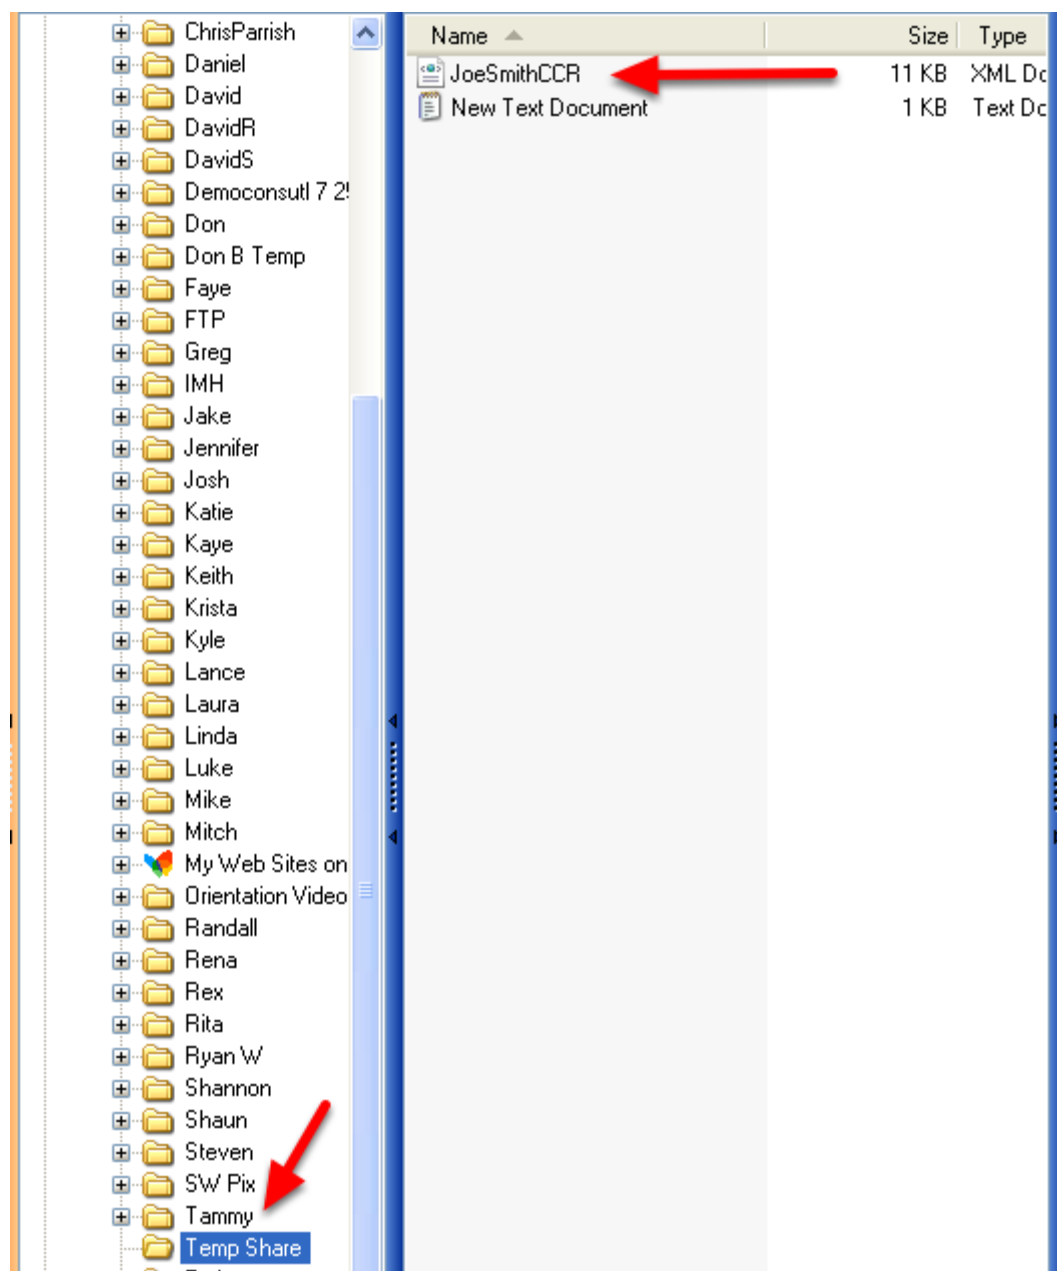 ChrisParrish
Daniel
David
DavidR
DavidS
Democonsutl 7 2
Don
Don B Temp
Faye
FTP
Greg
IMH
Jake
Jennifer
Josh
Katie
Kaye
Keith
Krista
Kyle
Lance
Laura
Linda
Luke
Mike
Mitch
My Web Sites on
Orientation Video
Randall
Rena
Rex
Rita
Ryan W
Shannon
Shaun
Steven
SW Pix
Tammy
Temp Share
Name Size Type
JoeSmithCCR 11 KB XML Do
New Text Document 1 KB Text Do